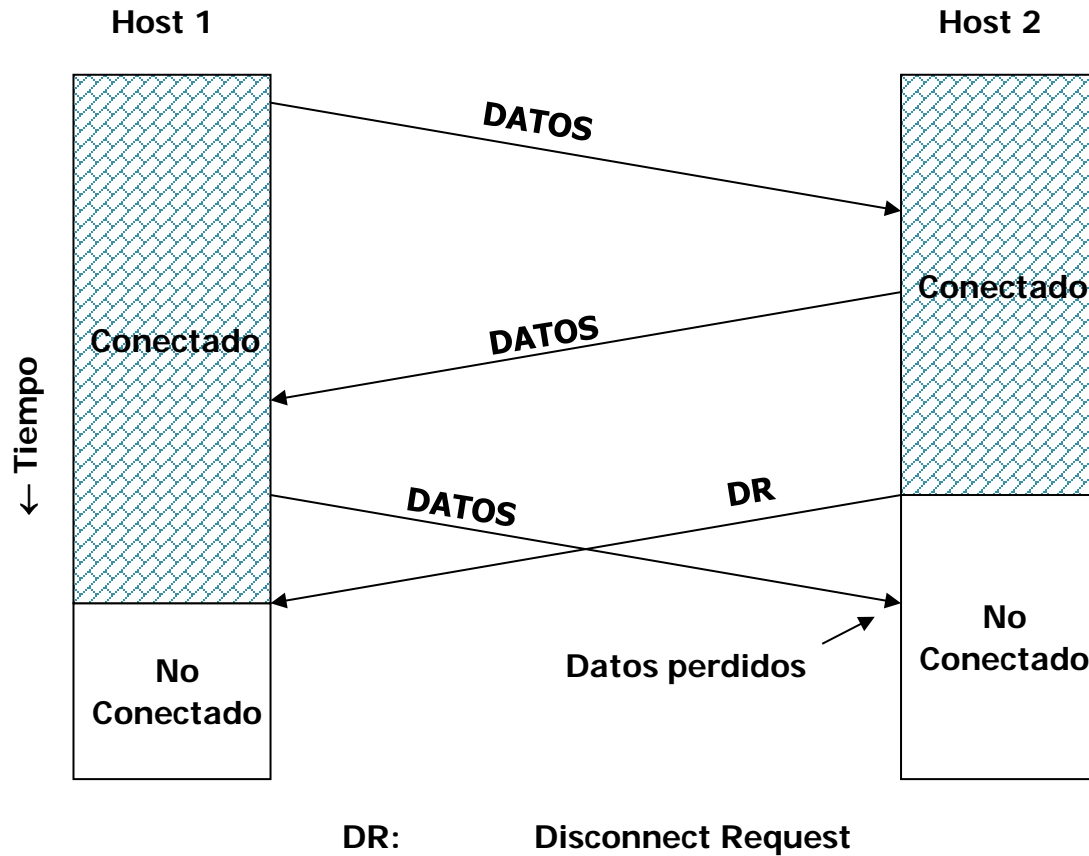 Host 1
Host 2
DATOS
Conectado
DATOS
Conectado
← Tiempo
DATOS
DR
Datos perdidos
No
Conectado
No
Conectado
DR: Disconnect Request